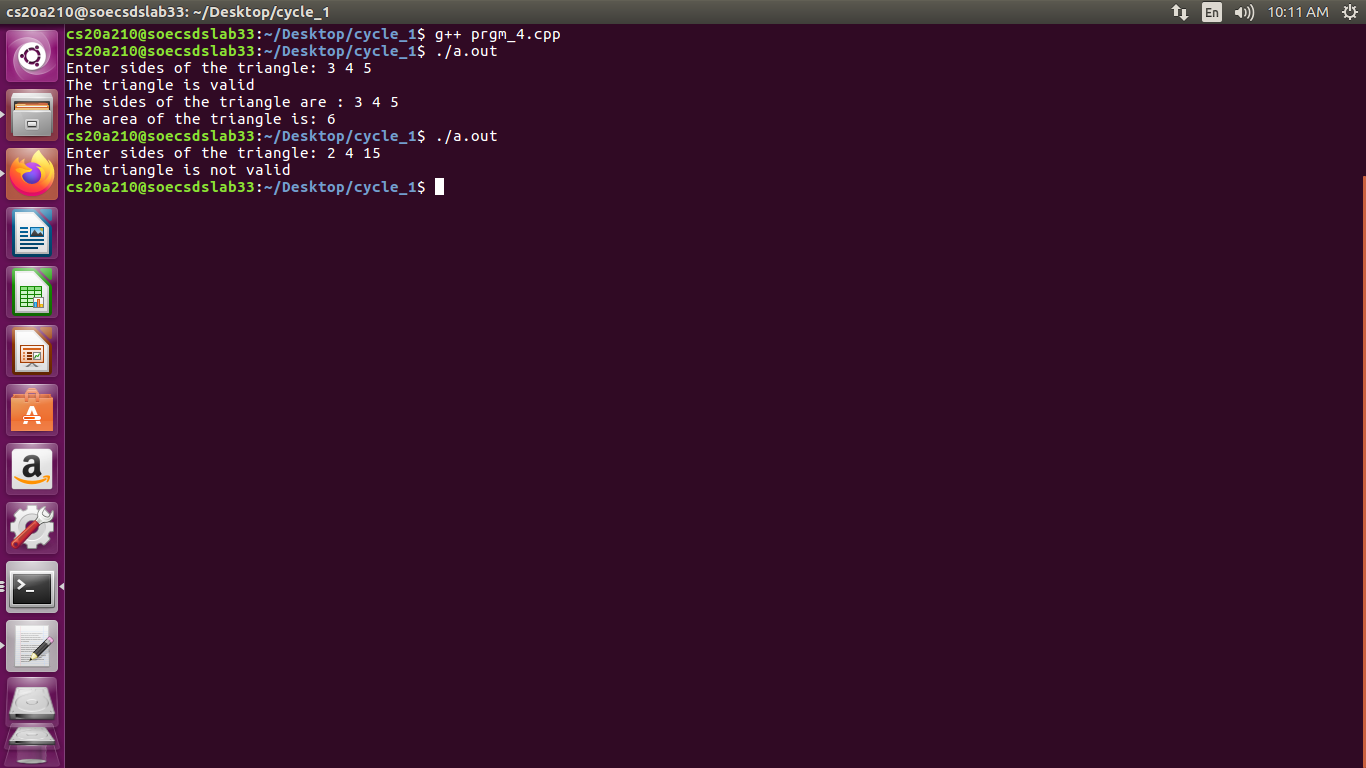 cs20a210@soecsdslab33: ~/Desktop/cycle_1
En
10:11 AM
cs20a210@soecsdslab33:~/Desktop/cycle_1$ g++ prgm_4.cpp
cs20a210@soecsdslab33:~/Desktop/cycle_1$ ./a.out
Enter sides of the triangle: 3 4 5
The triangle is valid
The sides of the triangle are : 3 4 5
The area of the triangle is: 6
cs20a210@soecsdslab33:~/Desktop/cycle_1$ ./a.out
Enter sides of the triangle: 2 4 15
The triangle is not valid
cs20a210@soecsdslab33:~/Desktop/cycle_1$